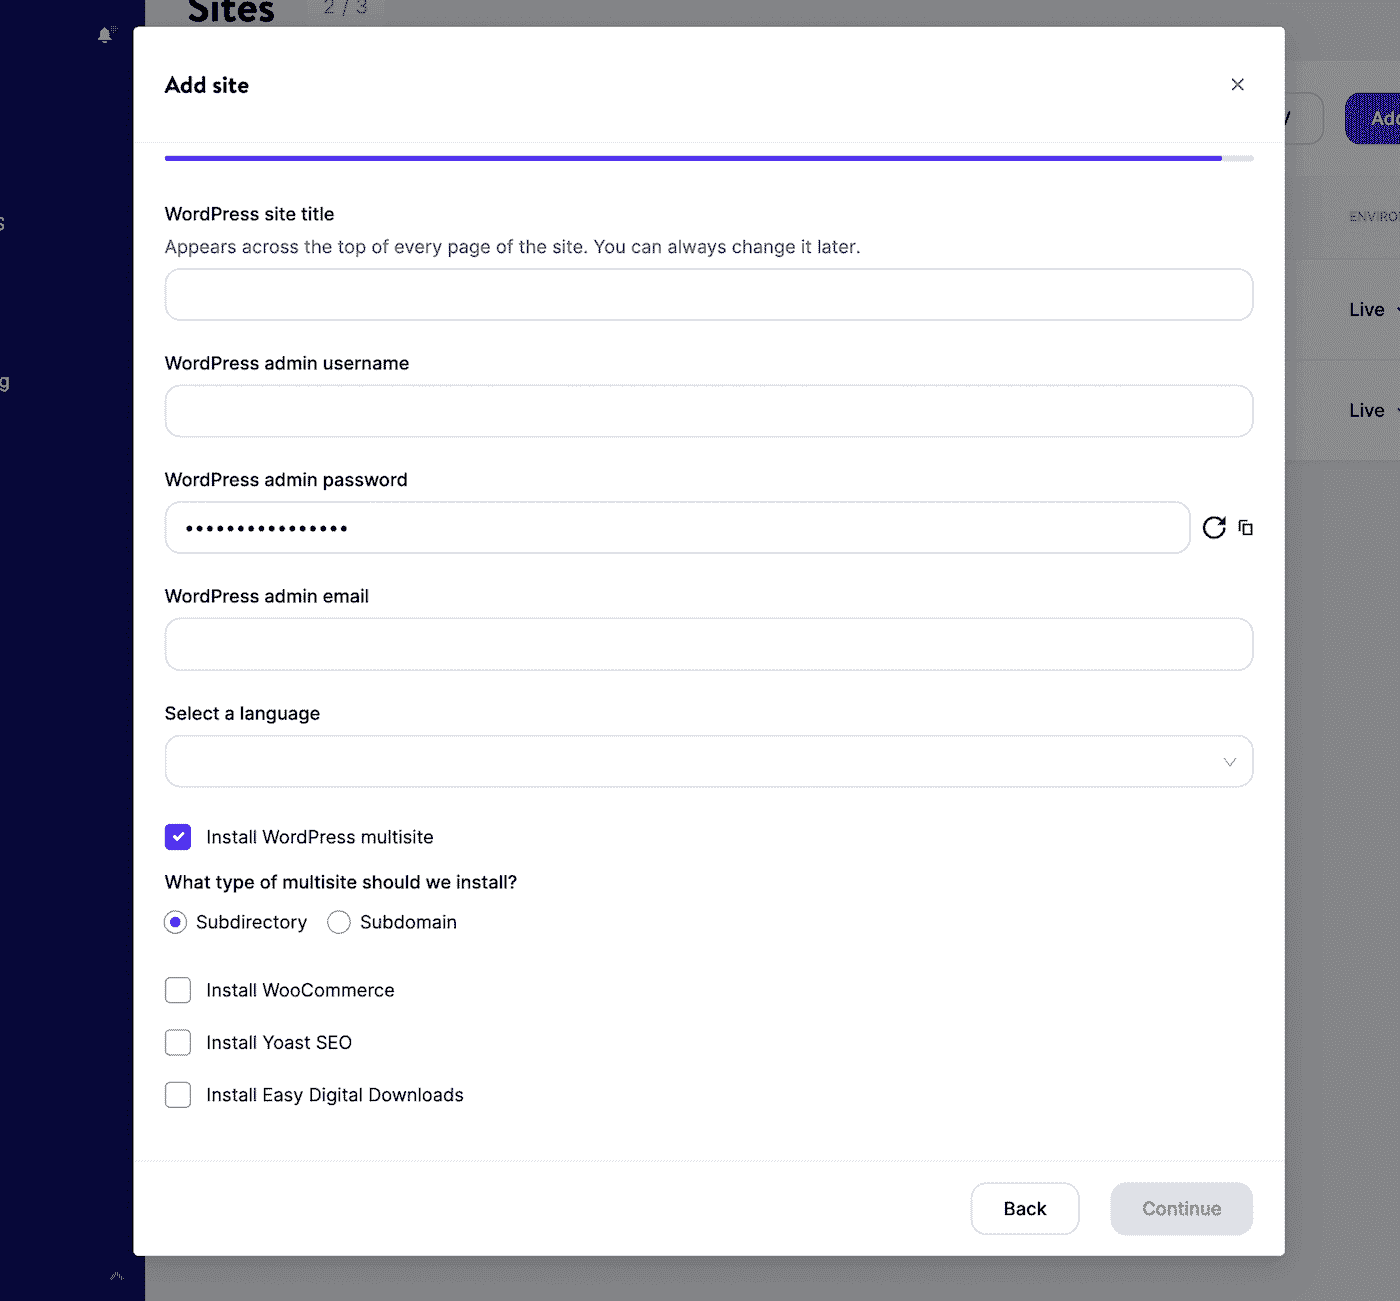 Sites 2 / 3
Add site
WordPress site title
Appears across the top of every page of the site. You can always change it later.
WordPress admin username
WordPress admin password
••••••••••••••••
WordPress admin email
Select a language
Install WordPress multisite
What type of multisite should we install?
Subdirectory Subdomain
Install WooCommerce
Install Yoast SEO
Install Easy Digital Downloads
Back Continue
Live
Live